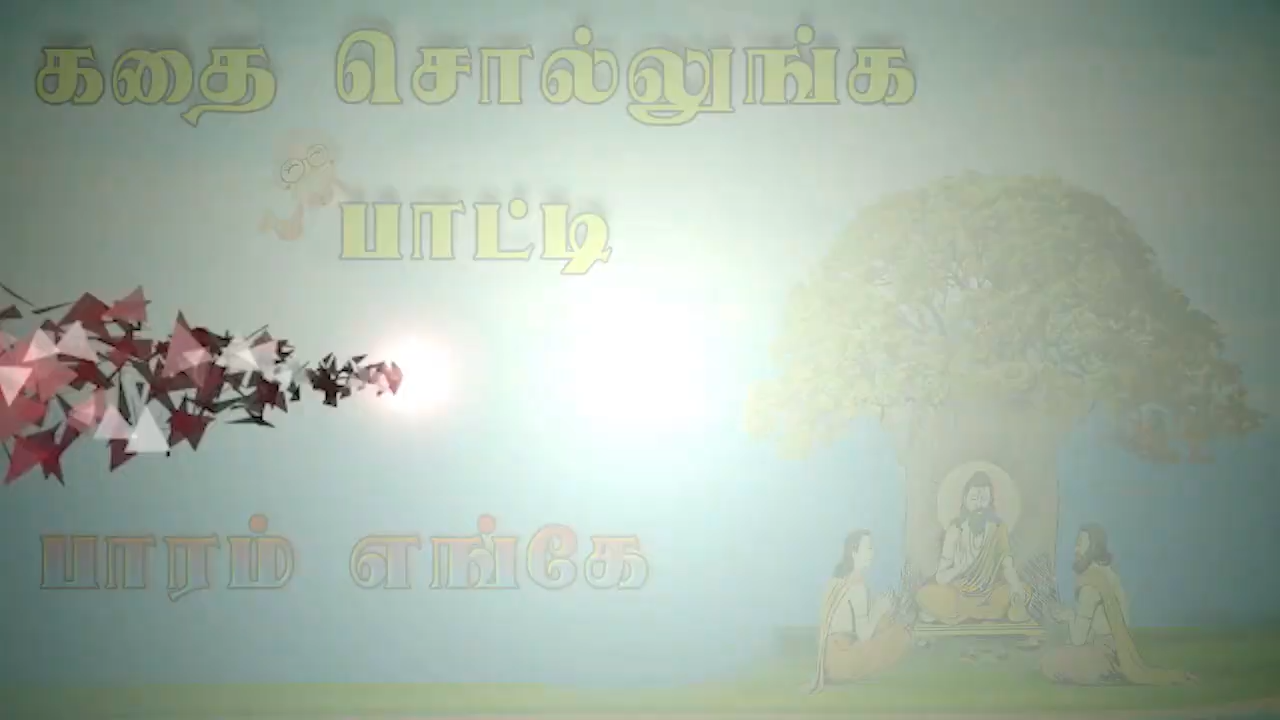 கதை சொல்லுங்க
பாட்டி
பாரம் எங்கே